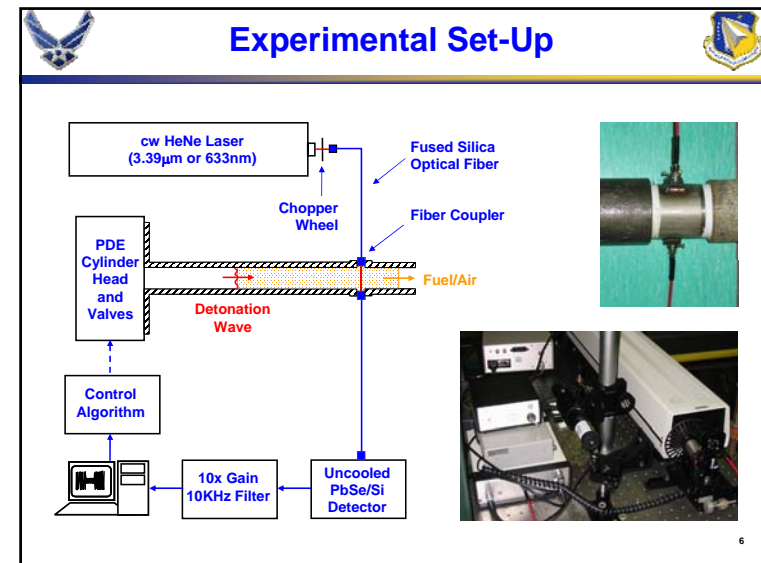 Experimental Set-Up
cw HeNe Laser
(3.39μm or 633nm)
Fused Silica
Optical Fiber
Chopper
Wheel
Fiber Coupler
PDE
Cylinder
Head
and
Valves
Fuel/Air
Detonation
Wave
Control
Algorithm
10x Gain
10KHz Filter
Uncooled
PbSe/Si
Detector
6